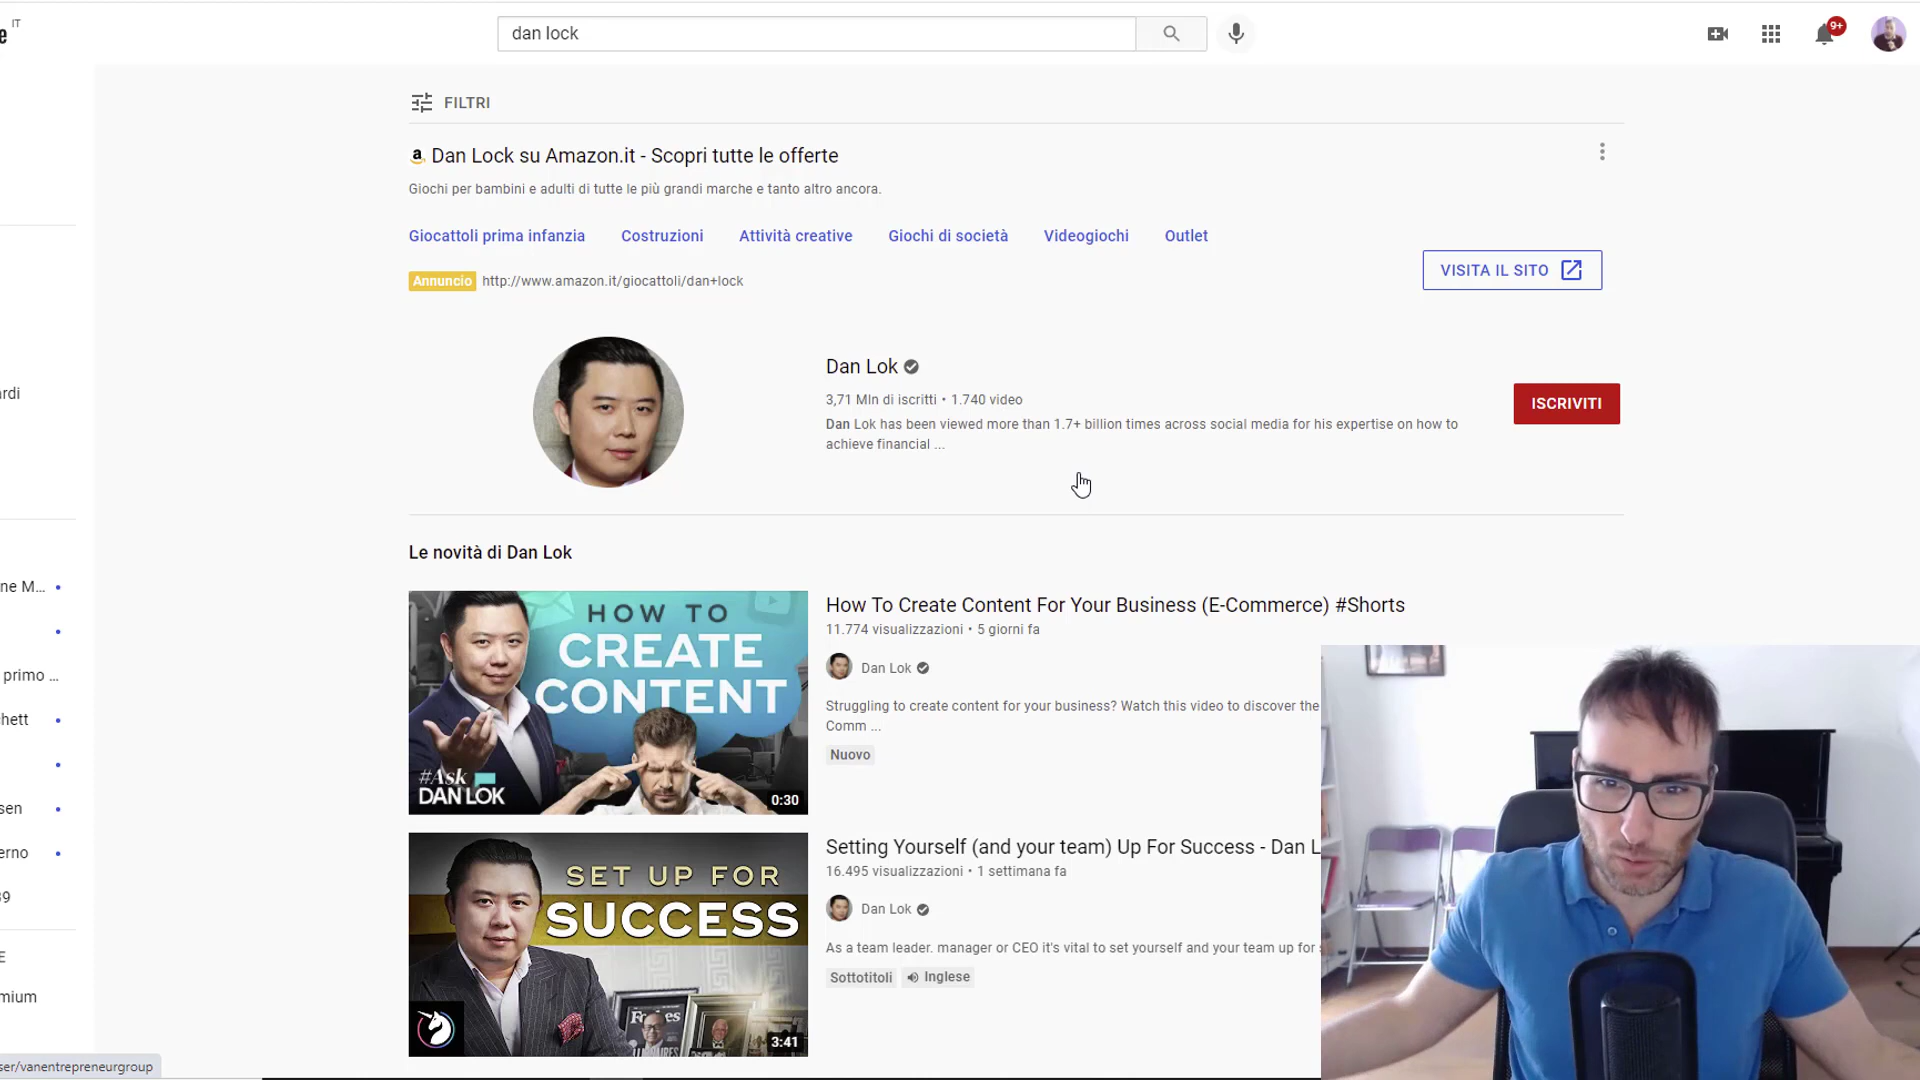 IT
dan lock
9+
FILTRI
a Dan Lock su Amazon.it - Scopri tutte le offerte
Giochi per bambini e adulti di tutte le più grandi marche e tanto altro ancora.
Giocattoli prima infanzia Costruzioni Attività creative Giochi di società Videogiochi Outlet
VISITA IL SITO
Annuncio http://www.amazon.it/giocattoli/dan+lock
Dan Lok
3,71 Mln di iscritti • 1.740 video
Dan Lok has been viewed more than 1.7+ billion times across social media for his expertise on how to
achieve financial ...
ISCRIVITI
ardi
Le novità di Dan Lok
ne M...
primo ...
hett
sen
erno
39
E
mium
HOW TO
CREATE
CONTENT
#Ask
DAN LOK
0:30
How To Create Content For Your Business (E-Commerce) #Shorts
11.774 visualizzazioni • 5 giorni fa
Dan Lok
Struggling to create content for your business? Watch this video to discover the
Comm ...
Nuovo
SET UP FOR
SUCCESS
Forbes
3:41
Setting Yourself (and your team) Up For Success - Dan L
16.495 visualizzazioni • 1 settimana fa
Dan Lok
As a team leader. manager or CEO it's vital to set yourself and your team up for
Sottotitoli Inglese
ser/vanentrepreneurgroup